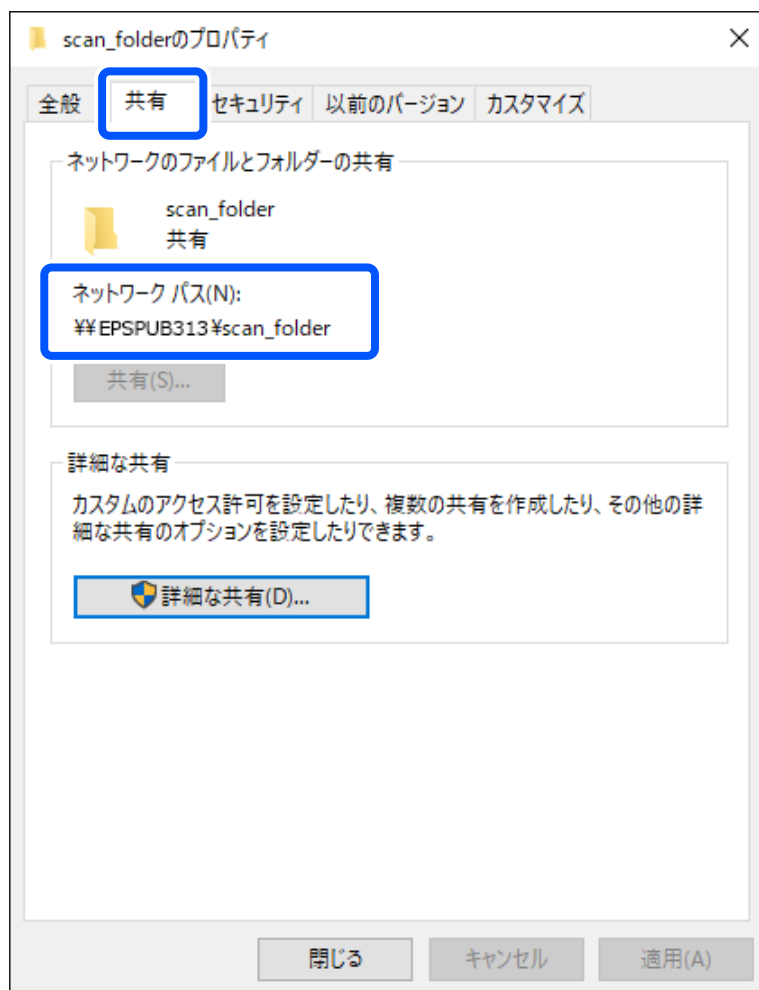 scan_folderのプロパティ
全般 共有 セキュリティ 以前のバージョン カスタマイズ
ネットワークのファイルとフォルダーの共有
scan_folder
共有
ネットワーク パス(N):
¥¥EPSPUB313¥scan_folder
共有(S)...
詳細な共有
カスタムのアクセス許可を設定したり、複数の共有を作成したり、その他の詳
細な共有のオプションを設定したりできます。
詳細な共有(D)...
閉じる キャンセル 適用(A)